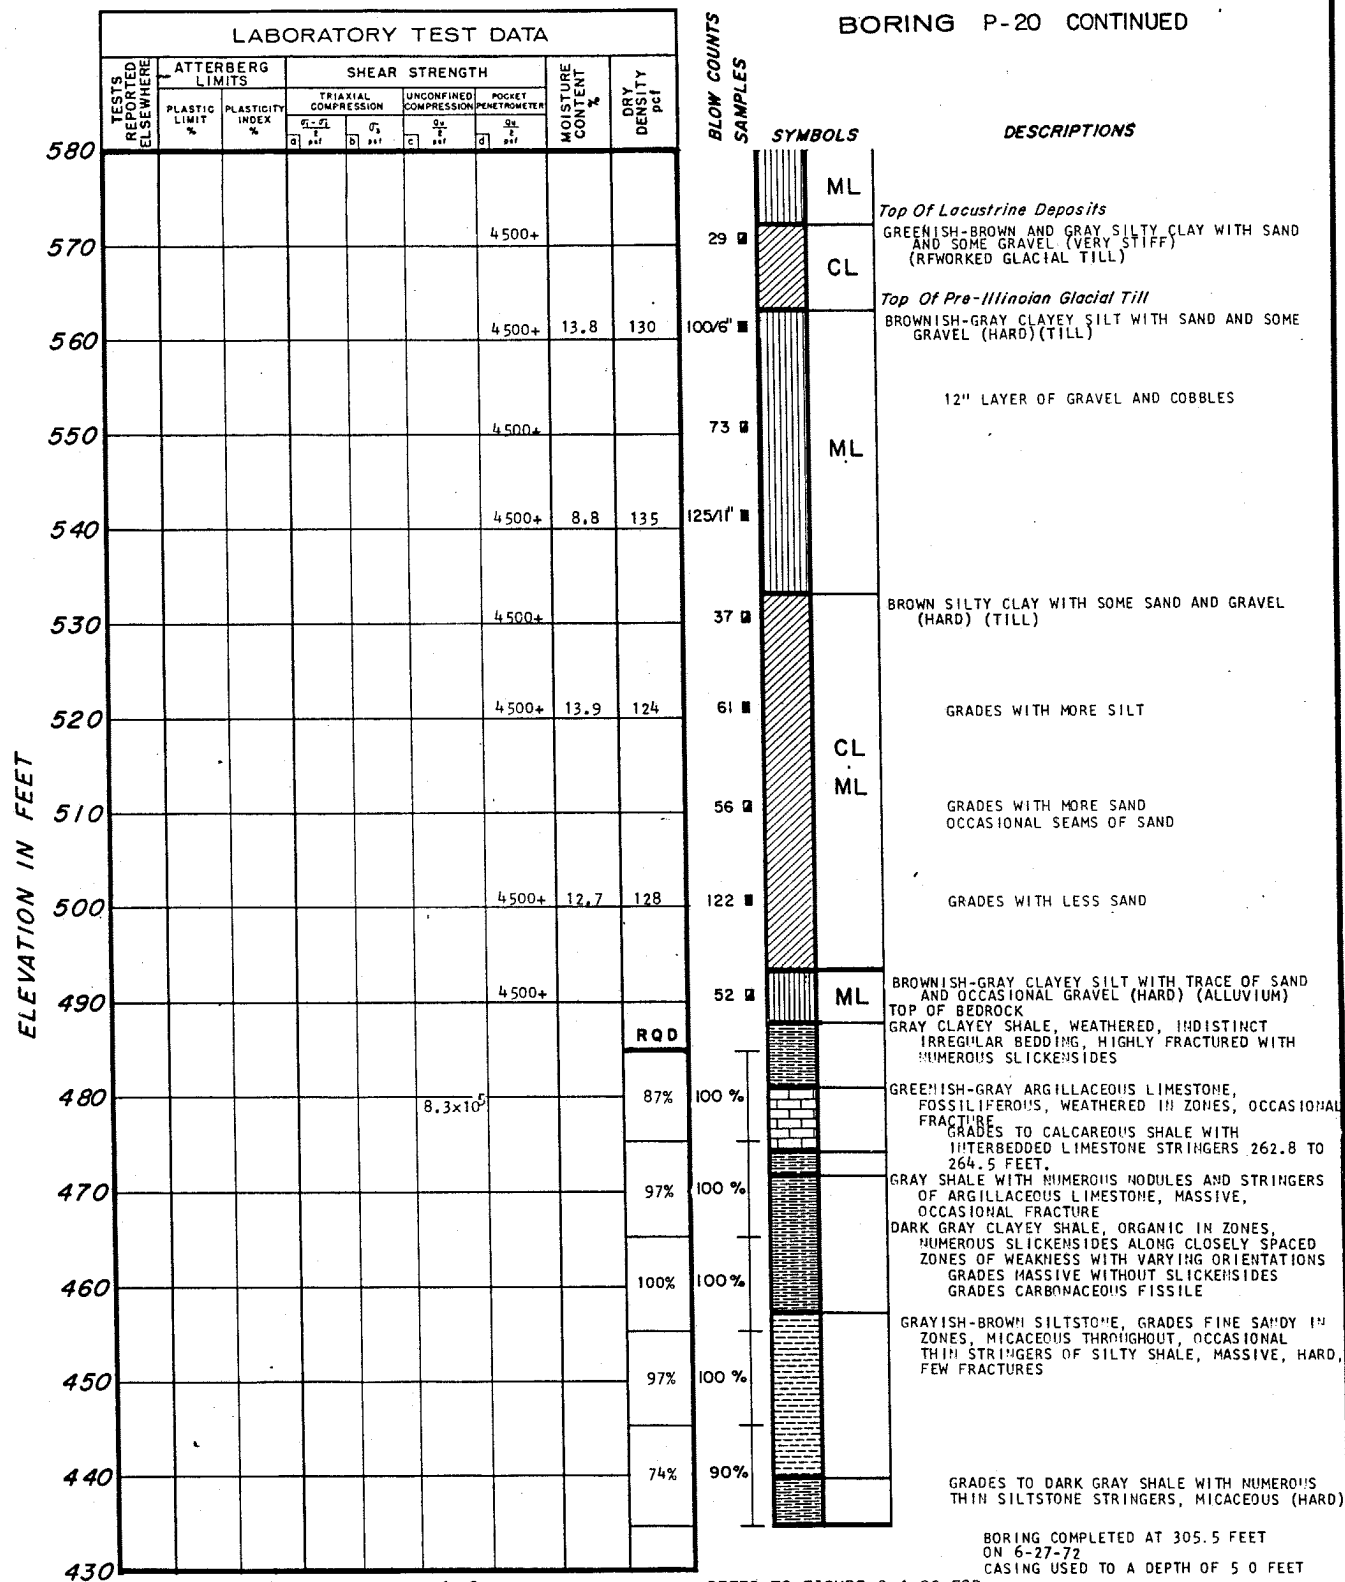 BORING P-20 CONTINUED
LABORATORY TEST DATA
TESTS REPORTED ELSEWHERE
ATTERBERG LIMITS
PLASTIC LIMIT %
PLASTICITY INDEX %
SHEAR STRENGTH
TRIAXIAL COMPRESSION
UNCONFINED COMPRESSION
POCKET PENETROMETER
a psf
b psf
c psf
d psf
MOISTURE CONTENT %
DRY DENSITY pcf
BLOW COUNTS
SAMPLES
SYMBOLS
DESCRIPTIONS
ELEVATION IN FEET
580
ML
Top Of Lacustrine Deposits
570
4500+
29
CL
GREENISH-BROWN AND GRAY SILTY CLAY WITH SAND
AND SOME GRAVEL (VERY STIFF)
(REWORKED GLACIAL TILL)
Top Of Pre-Illinoian Glacial Till
560
4500+ 13.8 130 100/6"
BROWNISH-GRAY CLAYEY SILT WITH SAND AND SOME
GRAVEL (HARD)(TILL)
12" LAYER OF GRAVEL AND COBBLES
550
4500+
73
ML
540
4500+ 8.8 135 125/11"
530
4500+
37
BROWN SILTY CLAY WITH SOME SAND AND GRAVEL
(HARD) (TILL)
520
4500+ 13.9 124 61
GRADES WITH MORE SILT
CL
ML
510
56
GRADES WITH MORE SAND
OCCASIONAL SEAMS OF SAND
500
4500+ 12.7 128 122
GRADES WITH LESS SAND
490
4500+
52
ML
BROWNISH-GRAY CLAYEY SILT WITH TRACE OF SAND
AND OCCASIONAL GRAVEL (HARD) (ALLUVIUM)
TOP OF BEDROCK
RQD
GRAY CLAYEY SHALE, WEATHERED, INDISTINCT
IRREGULAR BEDDING, HIGHLY FRACTURED WITH
NUMEROUS SLICKENSIDES
480
8.3x10⁵
87% 100 %
GREENISH-GRAY ARGILLACEOUS LIMESTONE,
FOSSILIFEROUS, WEATHERED IN ZONES, OCCASIONAL
FRACTURE
GRADES TO CALCAREOUS SHALE WITH
INTERBEDDED LIMESTONE STRINGERS 262.8 TO
264.5 FEET.
470
97% 100 %
GRAY SHALE WITH NUMEROUS NODULES AND STRINGERS
OF ARGILLACEOUS LIMESTONE, MASSIVE,
OCCASIONAL FRACTURE
DARK GRAY CLAYEY SHALE, ORGANIC IN ZONES,
NUMEROUS SLICKENSIDES ALONG CLOSELY SPACED
ZONES OF WEAKNESS WITH VARYING ORIENTATIONS
GRADES MASSIVE WITHOUT SLICKENSIDES
GRADES CARBONACEOUS FISSILE
460
100% 100%
GRAYISH-BROWN SILTSTONE, GRADES FINE SANDY IN
ZONES, MICACEOUS THROUGHOUT, OCCASIONAL
THIN STRINGERS OF SILTY SHALE, MASSIVE, HARD,
FEW FRACTURES
450
97% 100 %
440
74% 90%
GRADES TO DARK GRAY SHALE WITH NUMEROUS
THIN SILTSTONE STRINGERS, MICACEOUS (HARD)
BORING COMPLETED AT 305.5 FEET
ON 6-27-72
CASING USED TO A DEPTH OF 5 0 FEET
430